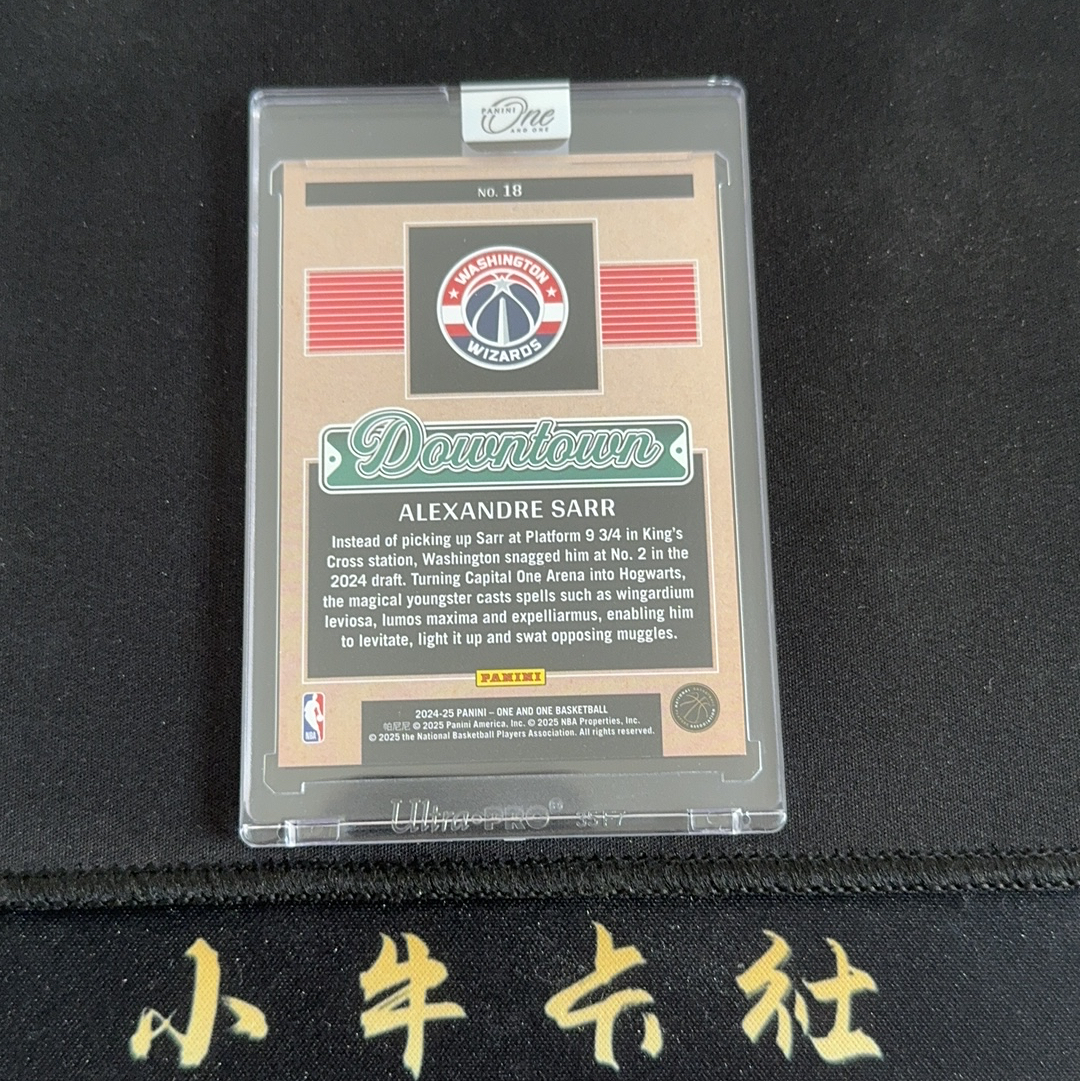 PANINI One
AND ONE
NO. 18
WASHINGTON
WIZARDS
Downtown
ALEXANDRE SARR
Instead of picking up Sarr at Platform 9 3/4 in King's
Cross station, Washington snagged him at No. 2 in the
2024 draft. Turning Capital One Arena into Hogwarts,
the magical youngster casts spells such as wingardium
leviosa, lumos maxima and expelliarmus, enabling him
to levitate, light it up and swat opposing muggles.
PANINI
2024-25 PANINI – ONE AND ONE BASKETBALL
帕尼尼 © 2025 Panini America, Inc. © 2025 NBA Properties, Inc.
© 2025 the National Basketball Players Association. All rights reserved.
NBA
Ultra•PRO®
小牛卡社